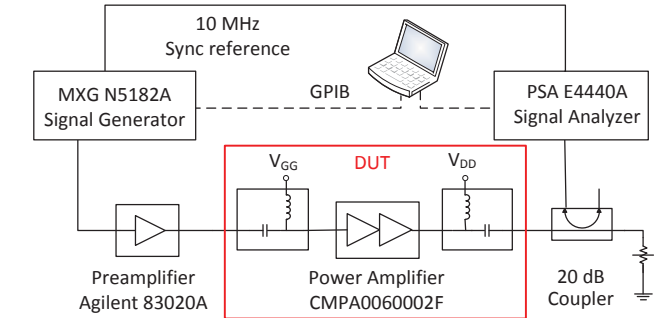 10 MHz
Sync reference
MXG N5182A
Signal Generator
GPIB
PSA E4440A
Signal Analyzer
VGG
DUT
VDD
Preamplifier
Agilent 83020A
Power Amplifier
CMPA0060002F
20 dB
Coupler